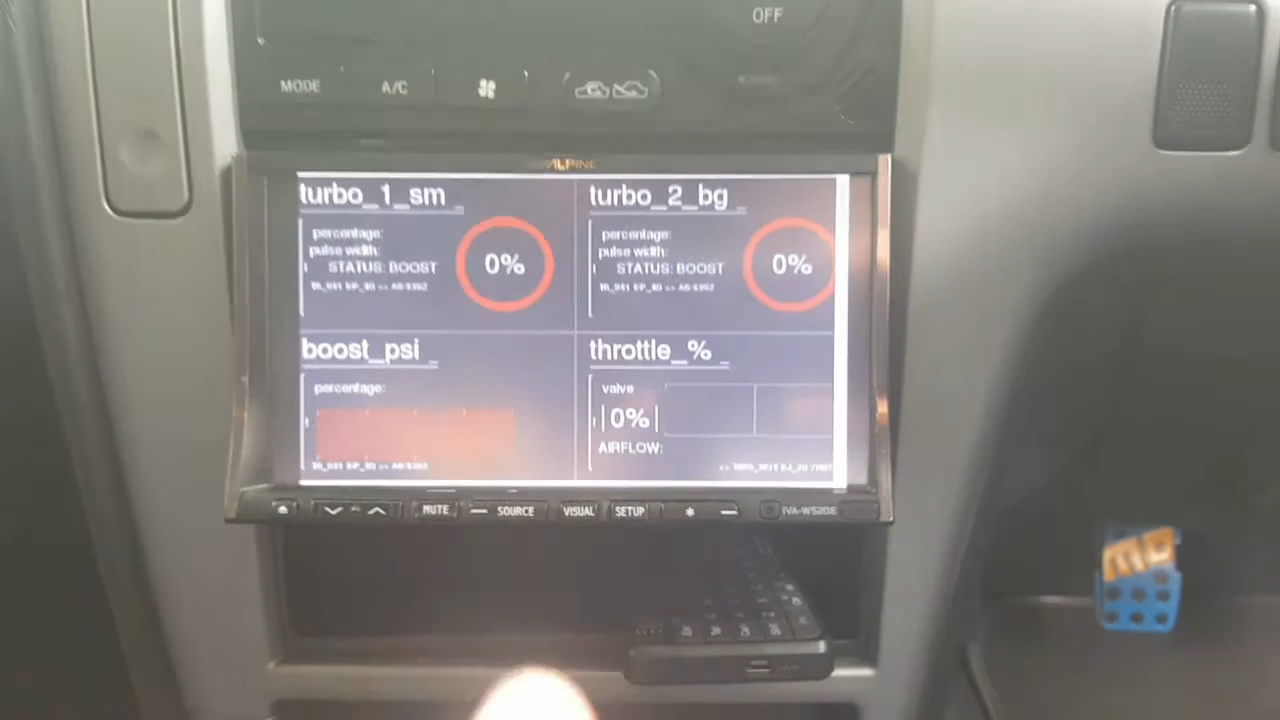 OFF
MODE
A/C
ALPINE
turbo_1_sm _
percentage:
pulse width:
STATUS: BOOST
0%
turbo_2_bg _
percentage:
pulse width:
STATUS: BOOST
0%
boost_psi _
percentage:
throttle_% _
valve
|0%|
AIRFLOW:
MUTE
SOURCE
VISUAL
SETUP
IVA-W520E